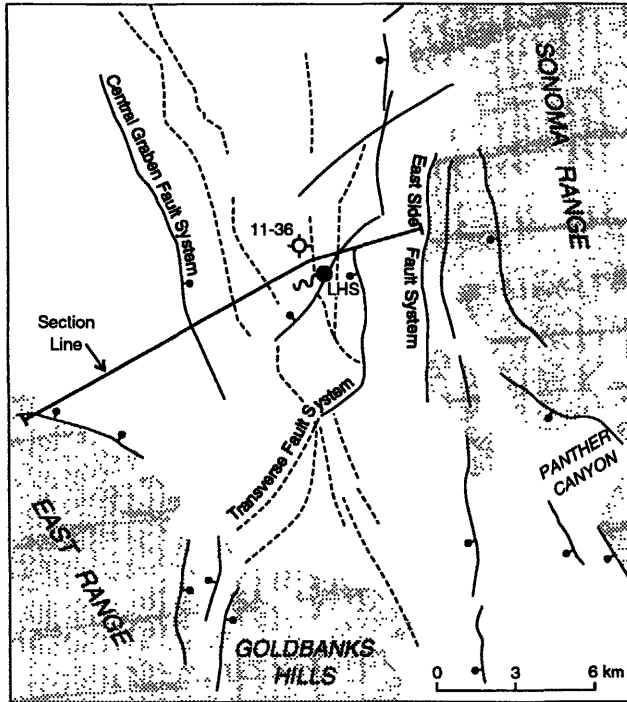 SONOMA RANGE
Central Graben Fault System
East Side Fault System
11-36
LHS
Section
Line
Transverse Fault System
PANTHER
CANYON
EAST RANGE
GOLDBANKS
HILLS
0 3 6 km